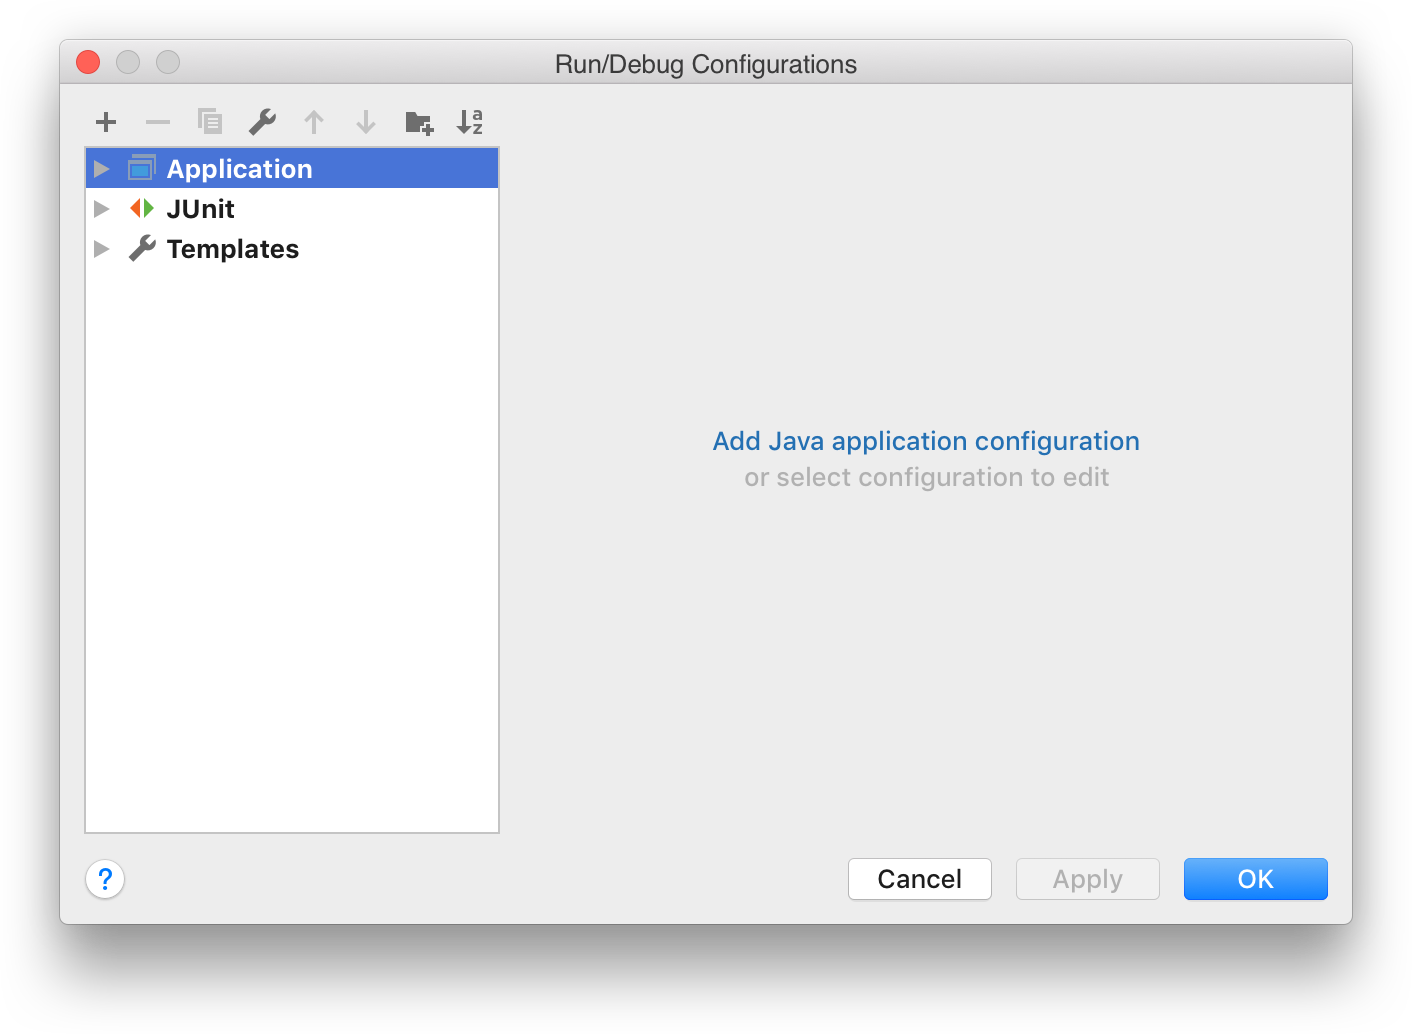 Run/Debug Configurations
Application
JUnit
Templates
Add Java application configuration
or select configuration to edit
?
Cancel
Apply
OK